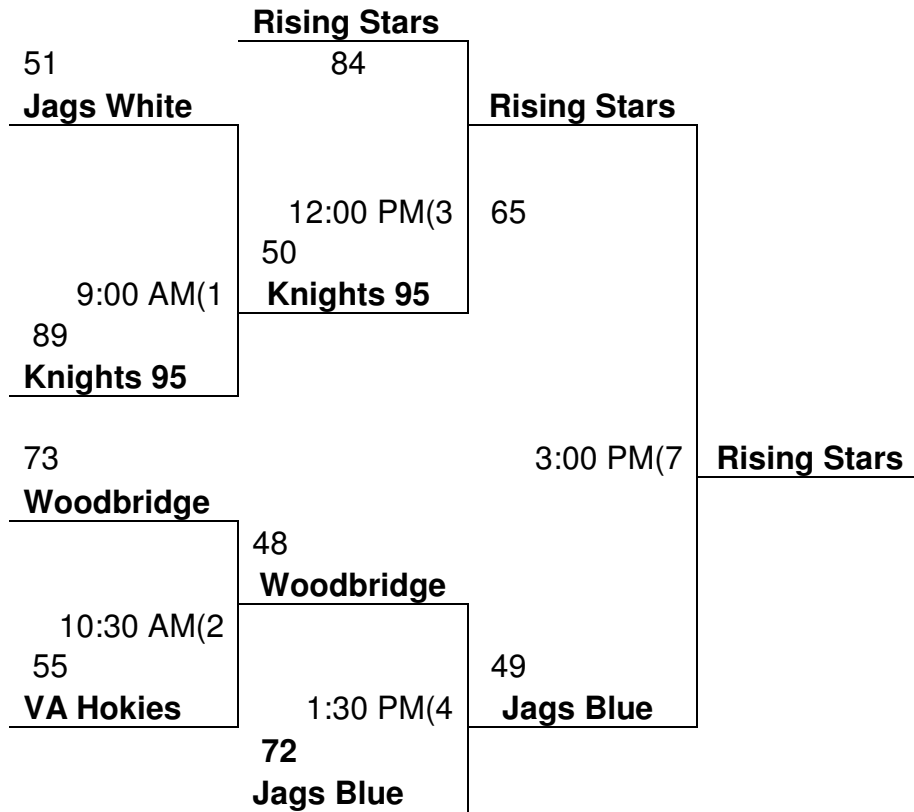 Rising Stars
51 84
Jags White Rising Stars
12:00 PM(3 65
50
9:00 AM(1 Knights 95
89
Knights 95
73 3:00 PM(7 Rising Stars
Woodbridge
48
Woodbridge
10:30 AM(2
55 49
VA Hokies 1:30 PM(4 Jags Blue
72
Jags Blue